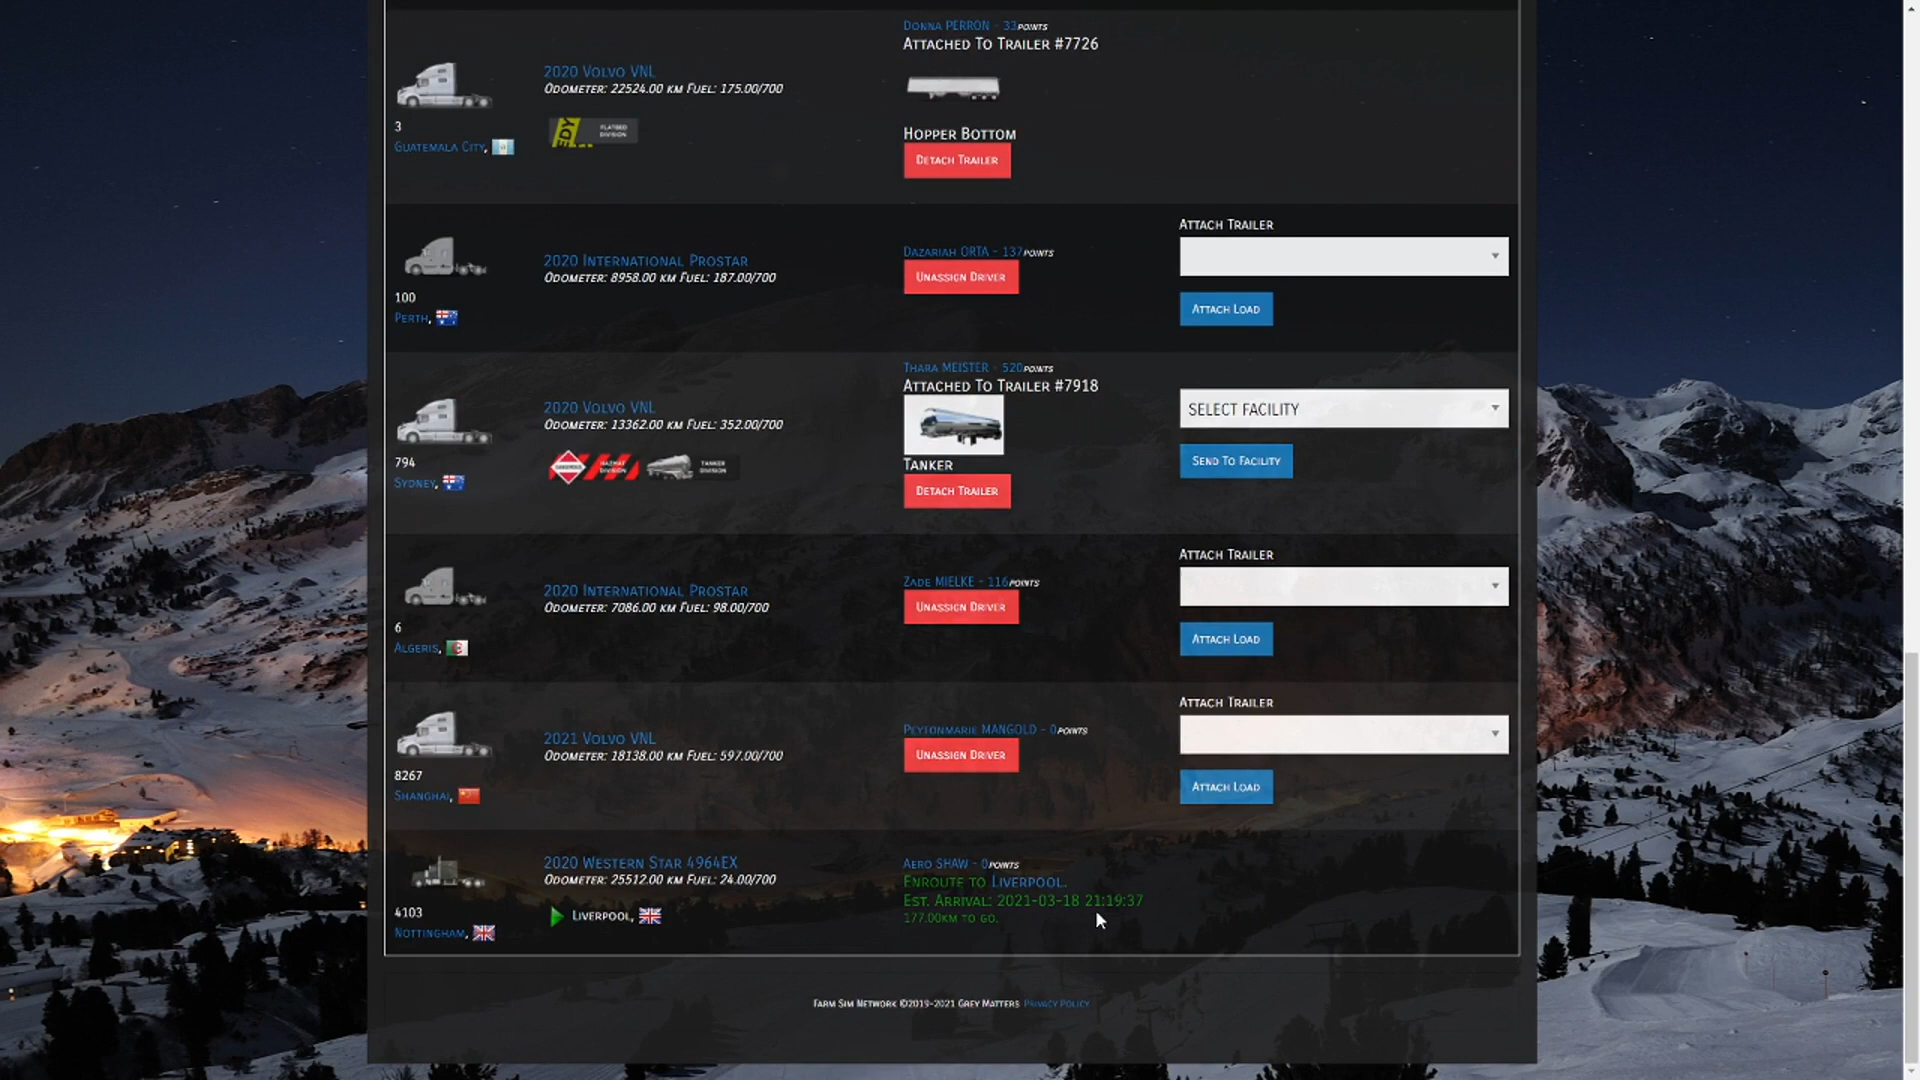 Donna PERRON - 33points
Attached To Trailer #7726
2020 Volvo VNL
Odometer: 22524.00 km Fuel: 175.00/700
FLATBED
DIVISION
3
Guatemala City,
Hopper Bottom
Detach Trailer
Attach Trailer
2020 International Prostar
Odometer: 8958.00 km Fuel: 187.00/700
Dazariah ORTA - 137points
Unassign Driver
100
Perth,
Attach Load
Thara MEISTER - 520points
Attached To Trailer #7918
2020 Volvo VNL
Odometer: 13362.00 km Fuel: 352.00/700
SELECT FACILITY
794
Sydney,
HAZMAT
DIVISION
TANKER
DIVISION
Tanker
Detach Trailer
Send To Facility
Attach Trailer
2020 International Prostar
Odometer: 7086.00 km Fuel: 98.00/700
Zade MIELKE - 116points
Unassign Driver
6
Algeris,
Attach Load
Attach Trailer
2021 Volvo VNL
Odometer: 18138.00 km Fuel: 597.00/700
Peytonmarie MANGOLD - 0points
Unassign Driver
8267
Shanghai,
Attach Load
2020 Western Star 4964EX
Odometer: 25512.00 km Fuel: 24.00/700
Aero SHAW - 0points
Enroute to Liverpool.
Est. Arrival: 2021-03-18 21:19:37
177.00km to go.
4103
Nottingham,
Liverpool,
Farm Sim Network ©2019-2021 Grey Matters Privacy Policy